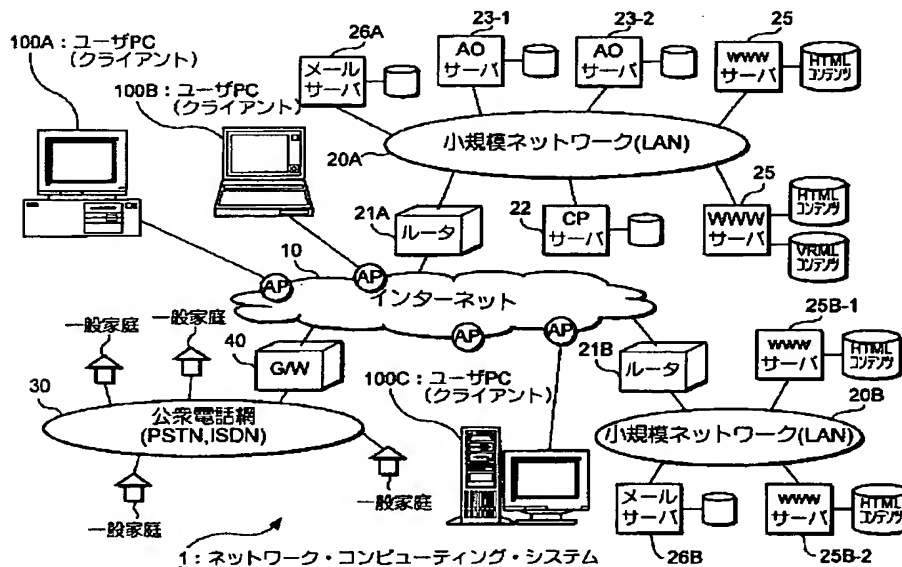 100A：ユーザPC
(クライアント)
100B：ユーザPC
(クライアント)
26A
メール
サーバ
23-1
AO
サーバ
23-2
AO
サーバ
25
WWW
サーバ
HTML
コンテンツ
小規模ネットワーク(LAN)
20A
21A
ルータ
22
CP
サーバ
25
WWW
サーバ
HTML
コンテンツ
VRML
コンテンツ
10
AP
AP
インターネット
AP
AP
一般家庭
一般家庭
40
G/W
30
公衆電話網
(PSTN,ISDN)
一般家庭
一般家庭
100C：ユーザPC
(クライアント)
21B
ルータ
25B-1
WWW
サーバ
HTML
コンテンツ
20B
小規模ネットワーク(LAN)
メール
サーバ
26B
WWW
サーバ
HTML
コンテンツ
25B-2
1：ネットワーク・コンピューティング・システム